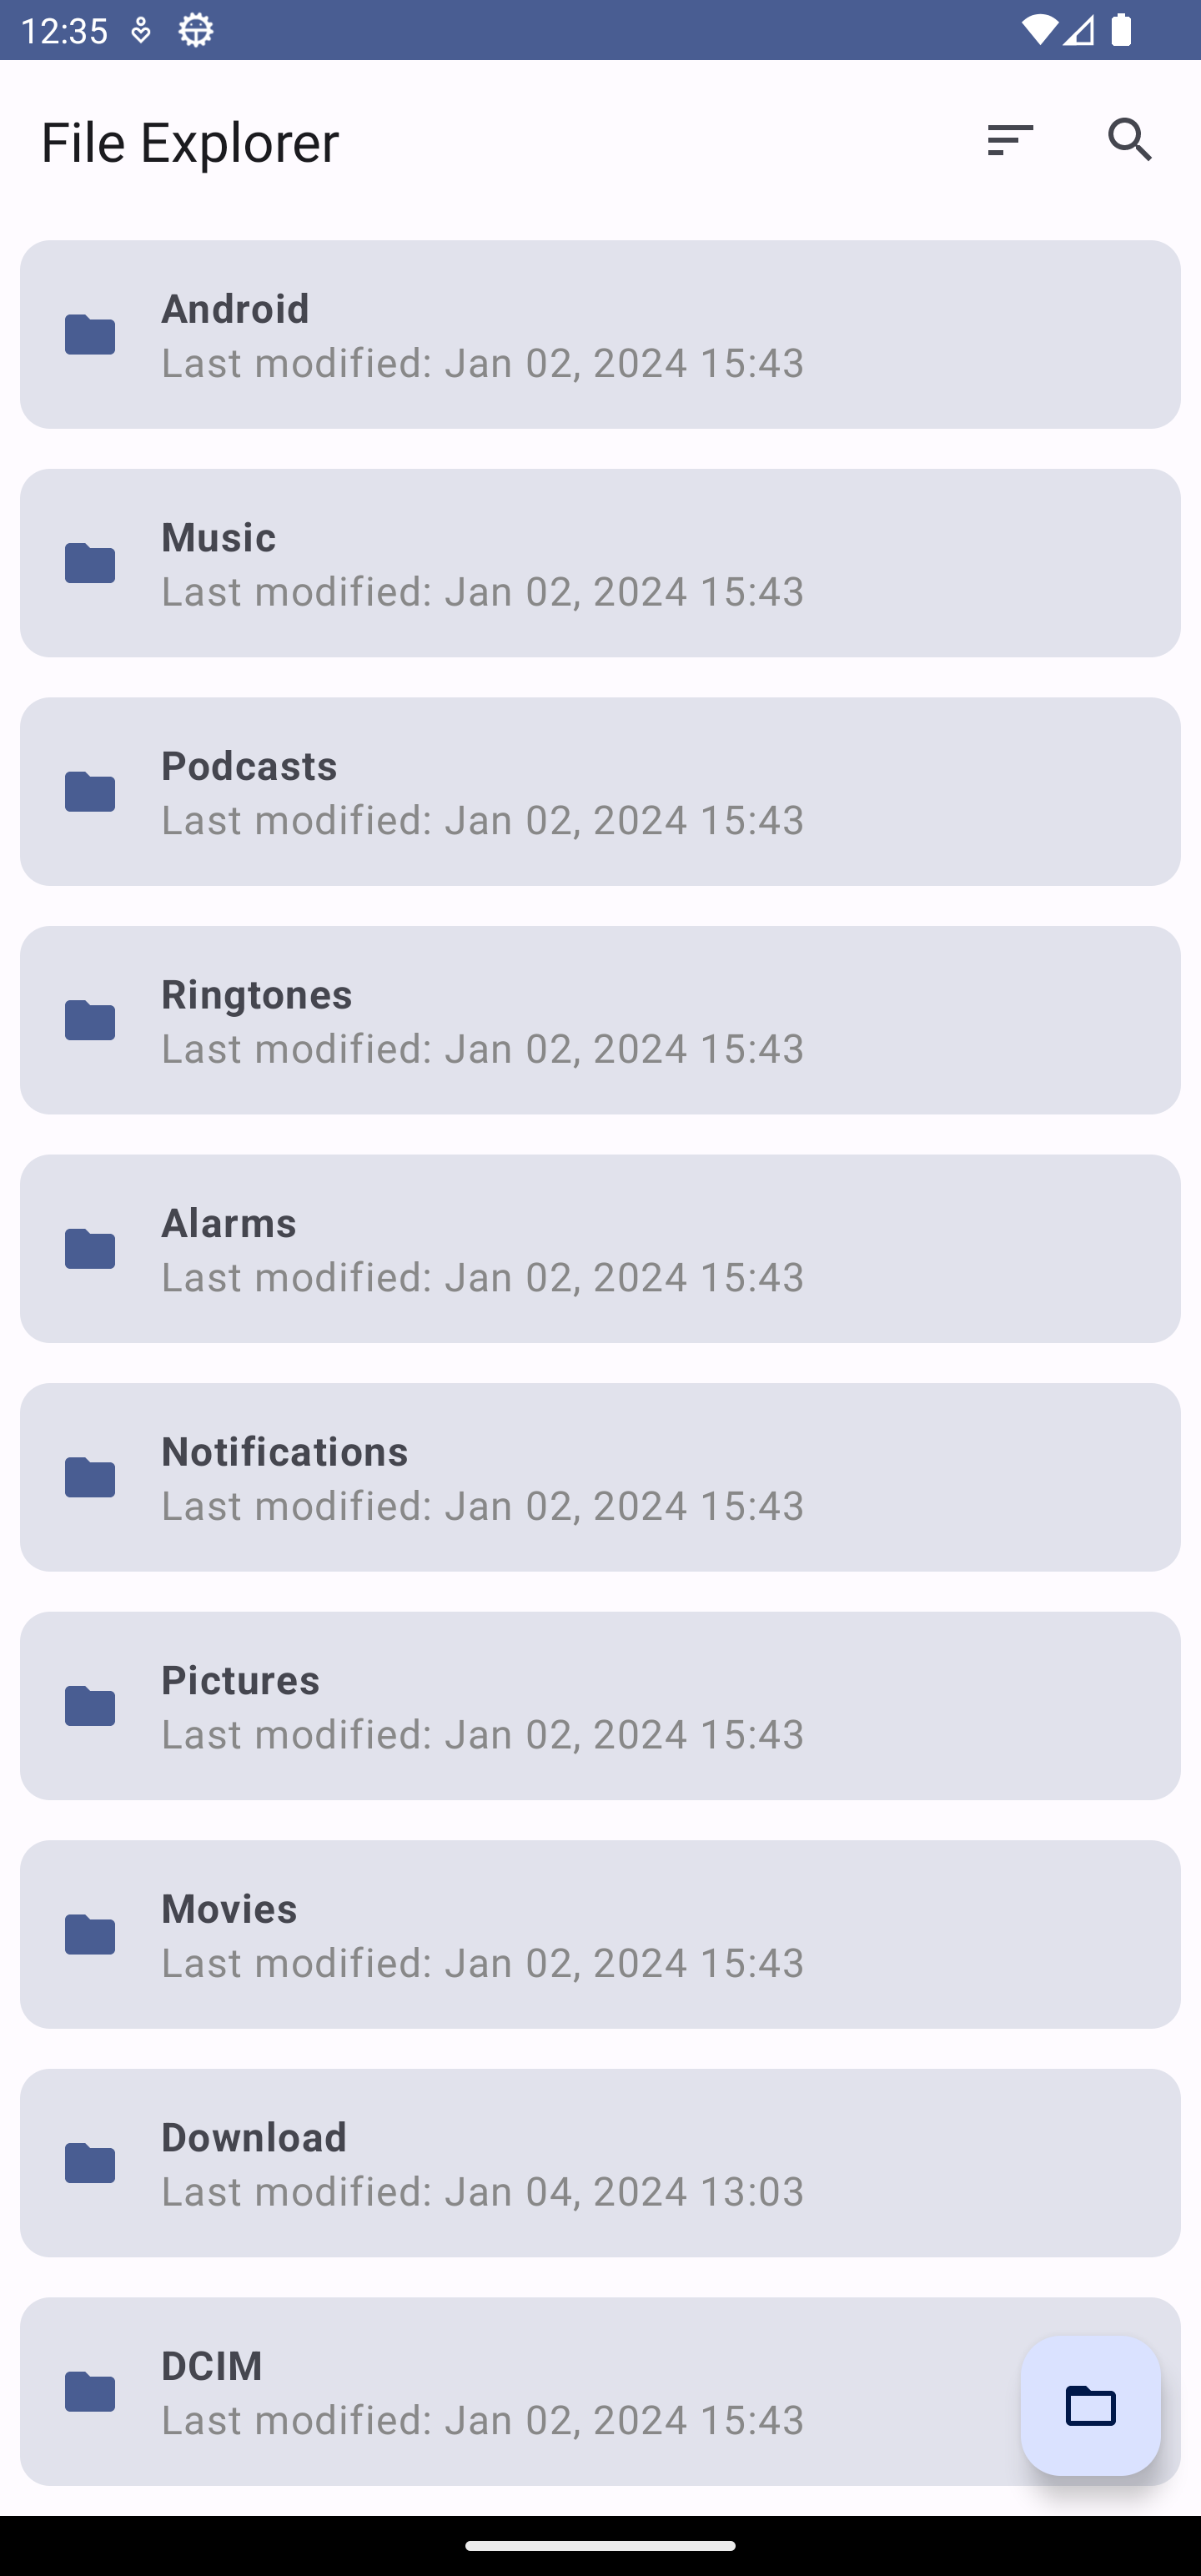 12:35
File Explorer
Android
Last modified: Jan 02, 2024 15:43
Music
Last modified: Jan 02, 2024 15:43
Podcasts
Last modified: Jan 02, 2024 15:43
Ringtones
Last modified: Jan 02, 2024 15:43
Alarms
Last modified: Jan 02, 2024 15:43
Notifications
Last modified: Jan 02, 2024 15:43
Pictures
Last modified: Jan 02, 2024 15:43
Movies
Last modified: Jan 02, 2024 15:43
Download
Last modified: Jan 04, 2024 13:03
DCIM
Last modified: Jan 02, 2024 15:43